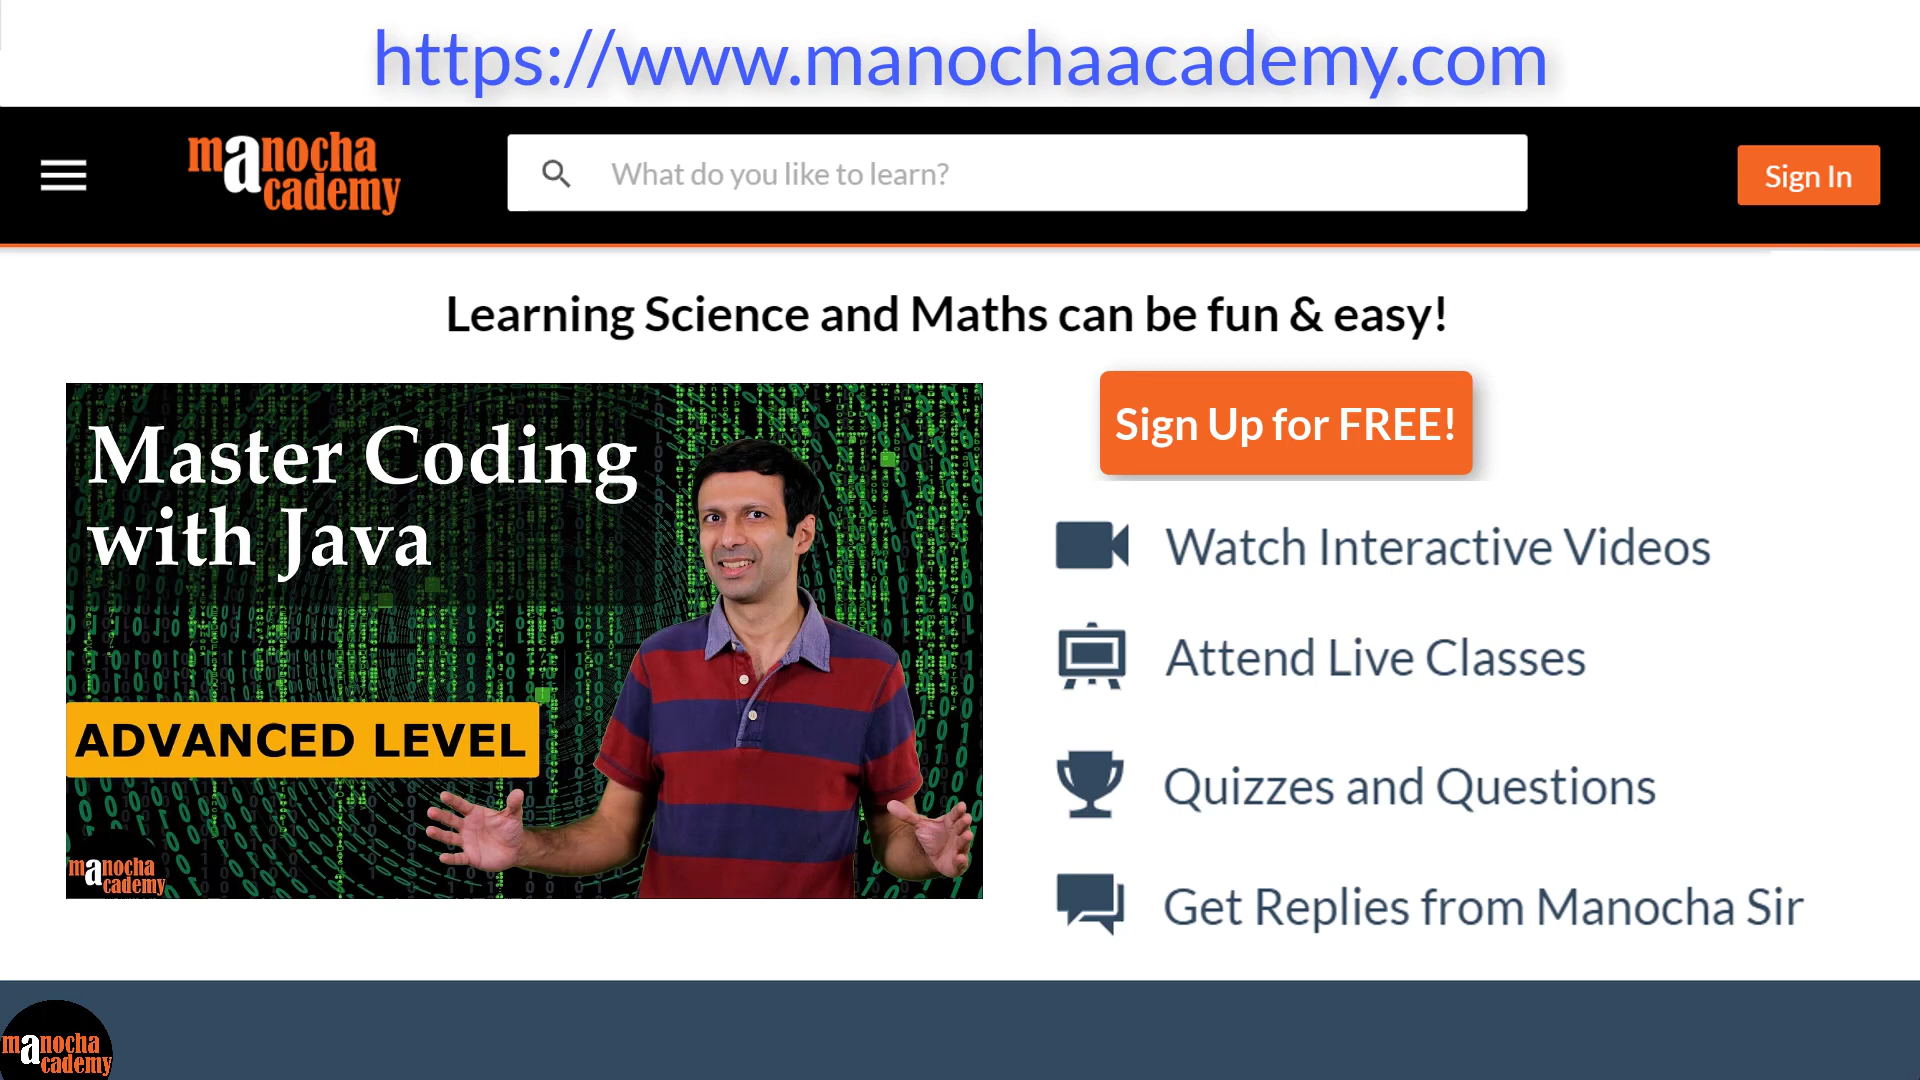 https://www.manochaacademy.com
manocha
academy
What do you like to learn?
Sign In
Learning Science and Maths can be fun & easy!
Master Coding
with Java
ADVANCED LEVEL
manocha
academy
Sign Up for FREE!
Watch Interactive Videos
Attend Live Classes
Quizzes and Questions
Get Replies from Manocha Sir
manocha
academy